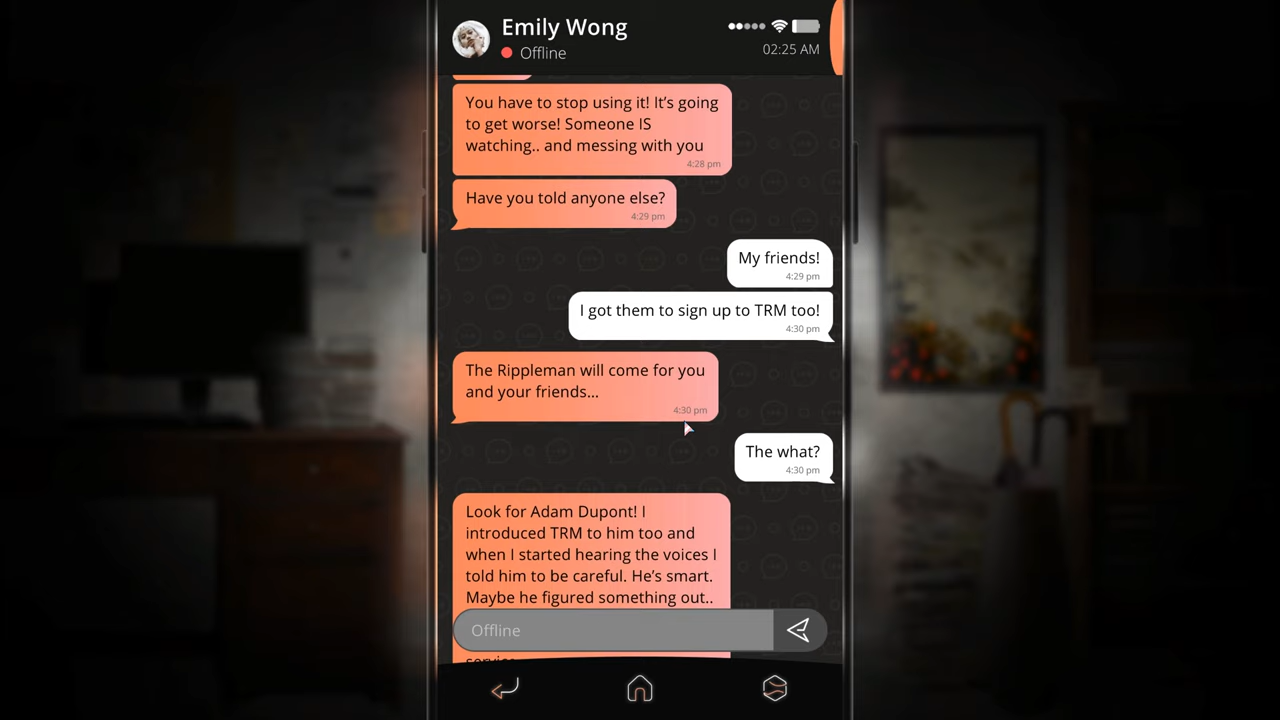 Emily Wong
Offline
02:25 AM
You have to stop using it! It’s going
to get worse! Someone IS
watching.. and messing with you
4:28 pm
Have you told anyone else?
4:29 pm
My friends!
4:29 pm
I got them to sign up to TRM too!
4:30 pm
The Rippleman will come for you
and your friends...
4:30 pm
The what?
4:30 pm
Look for Adam Dupont! I
introduced TRM to him too and
when I started hearing the voices I
told him to be careful. He’s smart.
Maybe he figured something out..
Offline